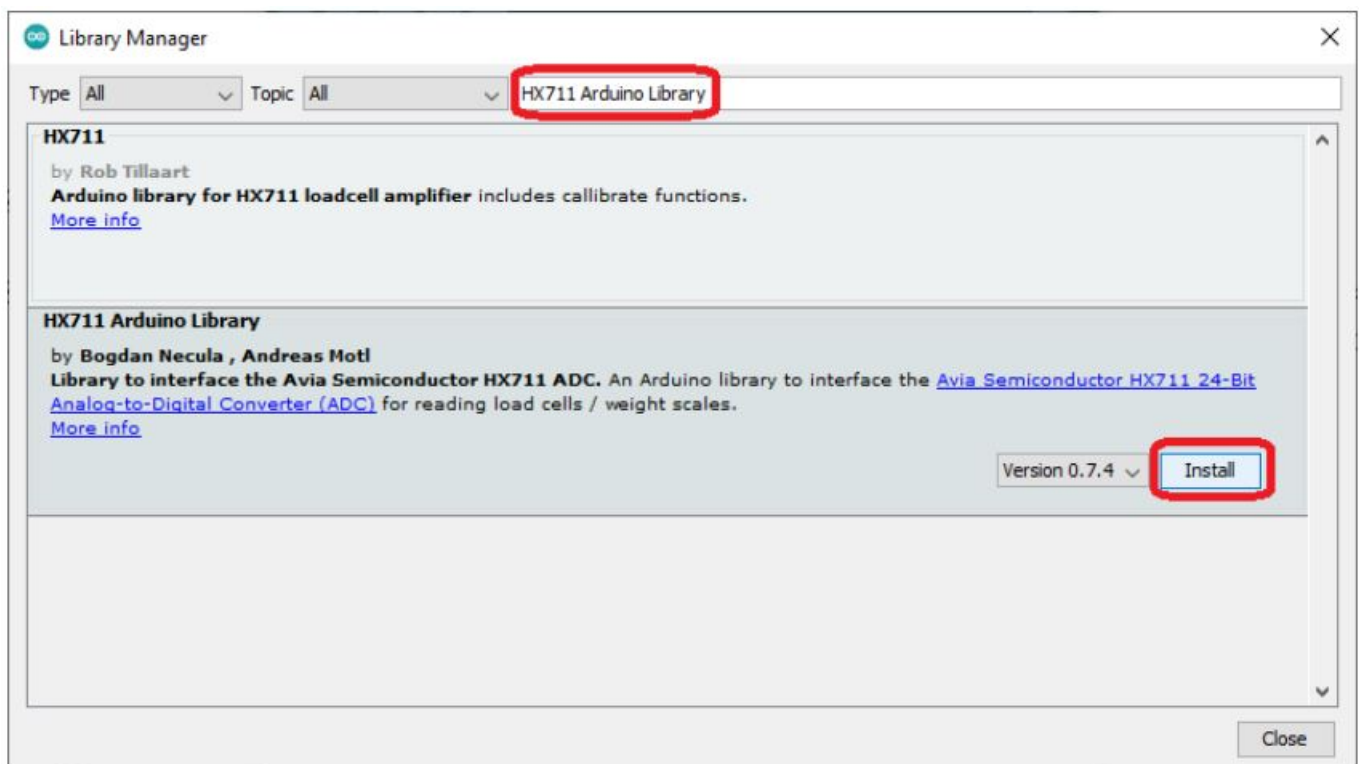 Library Manager
Type All Topic All HX711 Arduino Library
HX711
by Rob Tillaart
Arduino library for HX711 loadcell amplifier includes callibrate functions.
More info
HX711 Arduino Library
by Bogdan Necula , Andreas Motl
Library to interface the Avia Semiconductor HX711 ADC. An Arduino library to interface the Avia Semiconductor HX711 24-Bit
Analog-to-Digital Converter (ADC) for reading load cells / weight scales.
More info
Version 0.7.4 Install
Close